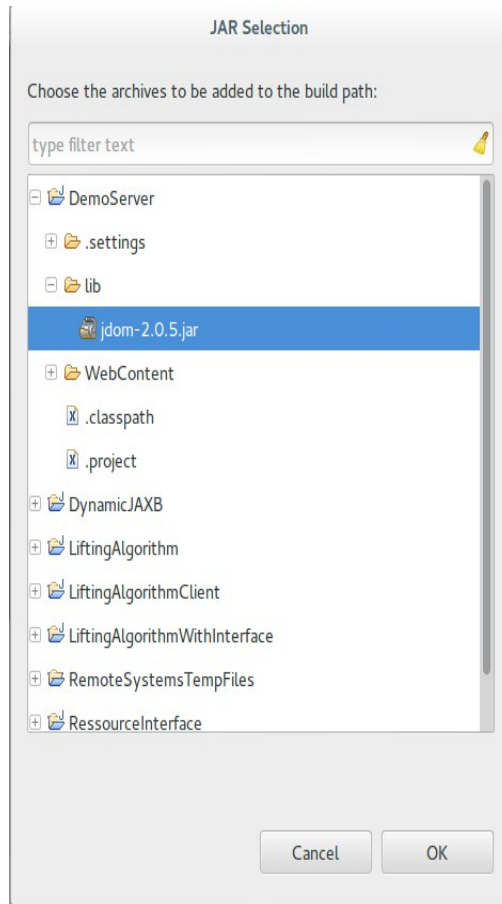 JAR Selection
Choose the archives to be added to the build path:
type filter text
DemoServer
.settings
lib
jdom-2.0.5.jar
WebContent
.classpath
.project
DynamicJAXB
LiftingAlgorithm
LiftingAlgorithmClient
LiftingAlgorithmWithInterface
RemoteSystemsTempFiles
RessourceInterface
Cancel OK